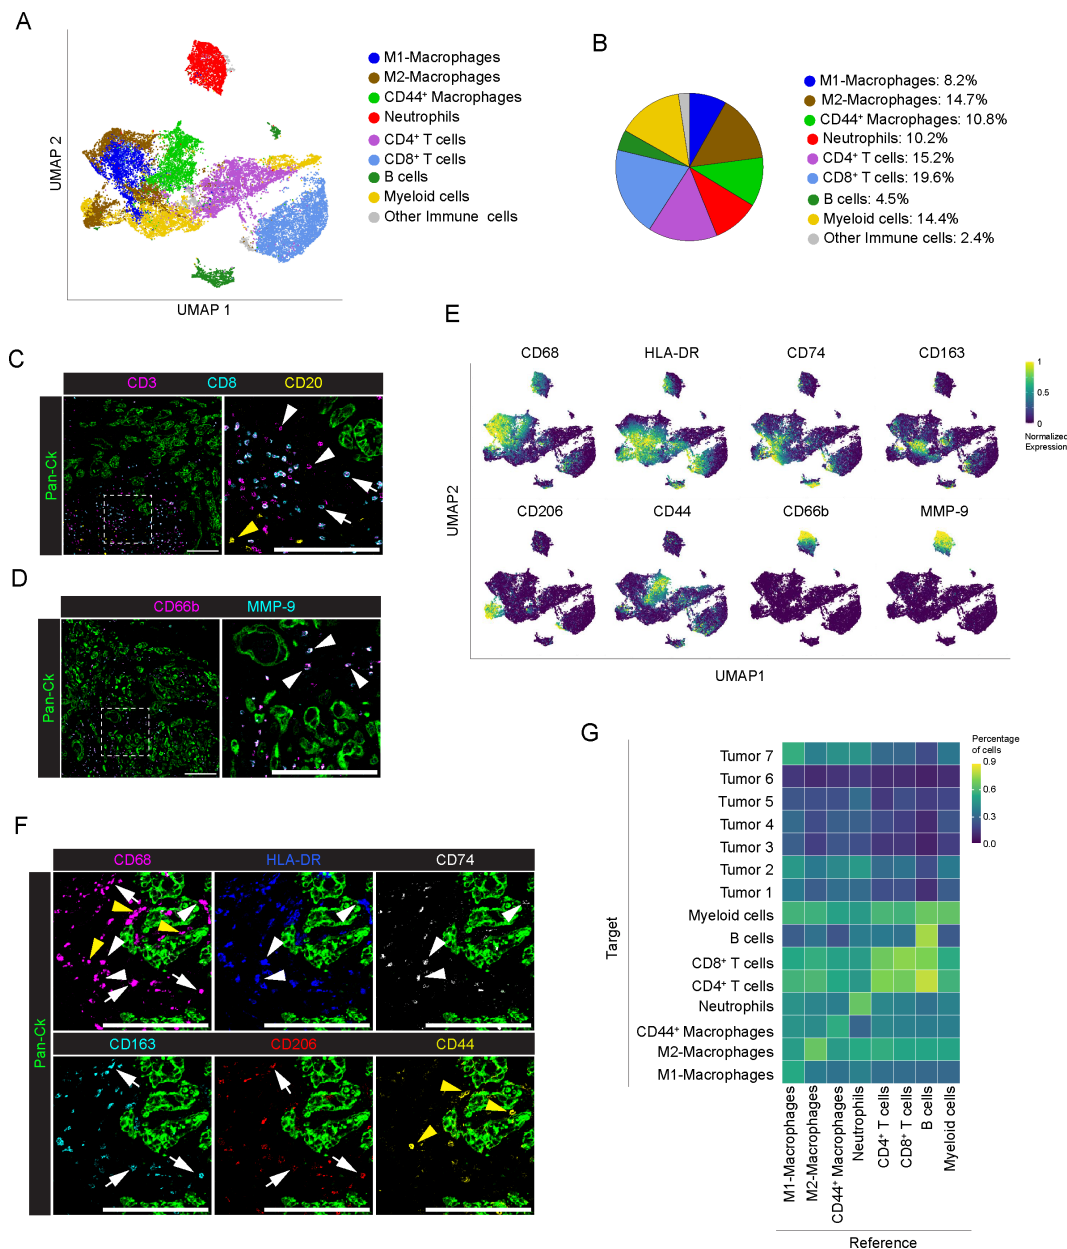 A
UMAP 2
UMAP 1
M1-Macrophages
M2-Macrophages
CD44+ Macrophages
Neutrophils
CD4+ T cells
CD8+ T cells
B cells
Myeloid cells
Other Immune cells
B
M1-Macrophages: 8.2%
M2-Macrophages: 14.7%
CD44+ Macrophages: 10.8%
Neutrophils: 10.2%
CD4+ T cells: 15.2%
CD8+ T cells: 19.6%
B cells: 4.5%
Myeloid cells: 14.4%
Other Immune cells: 2.4%
C
CD3 CD8 CD20
Pan-Ck
D
CD66b MMP-9
Pan-Ck
E
CD68 HLA-DR CD74 CD163
CD206 CD44 CD66b MMP-9
UMAP2
UMAP1
1
0.5
0
Normalized
Expression
F
CD68 HLA-DR CD74
CD163 CD206 CD44
Pan-Ck
G
Target
Tumor 7
Tumor 6
Tumor 5
Tumor 4
Tumor 3
Tumor 2
Tumor 1
Myeloid cells
B cells
CD8+ T cells
CD4+ T cells
Neutrophils
CD44+ Macrophages
M2-Macrophages
M1-Macrophages
M1-Macrophages
M2-Macrophages
CD44+ Macrophages
Neutrophils
CD4+ T cells
CD8+ T cells
B cells
Myeloid cells
Reference
Percentage
of cells
0.9
0.6
0.3
0.0